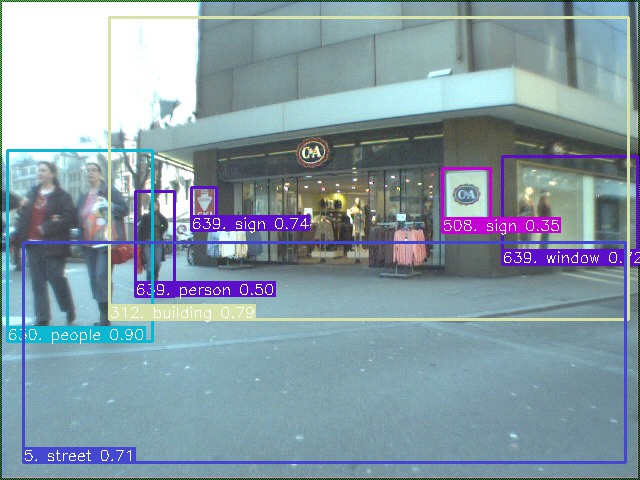 C&A
639. sign 0.74
C&A
508. sign 0.35
639. window 0.72
639. person 0.50
312. building 0.79
630. people 0.90
5. street 0.71